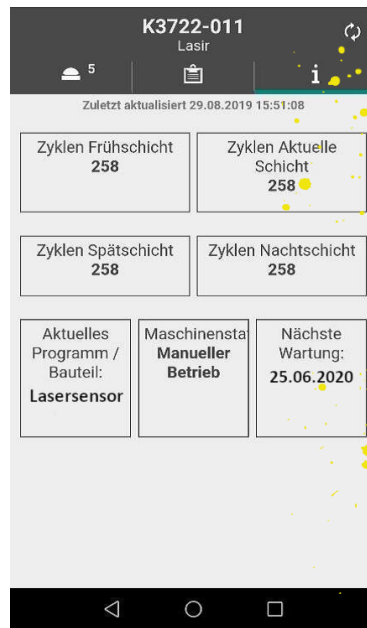 K3722-011
Lasir
5
i
Zuletzt aktualisiert 29.08.2019 15:51:08
Zyklen Frühschicht
258
Zyklen Aktuelle
Schicht
258
Zyklen Spätschicht
258
Zyklen Nachtschicht
258
Aktuelles
Programm /
Bauteil:
Lasersensor
Maschinensta
Manueller
Betrieb
Nächste
Wartung:
25.06.2020